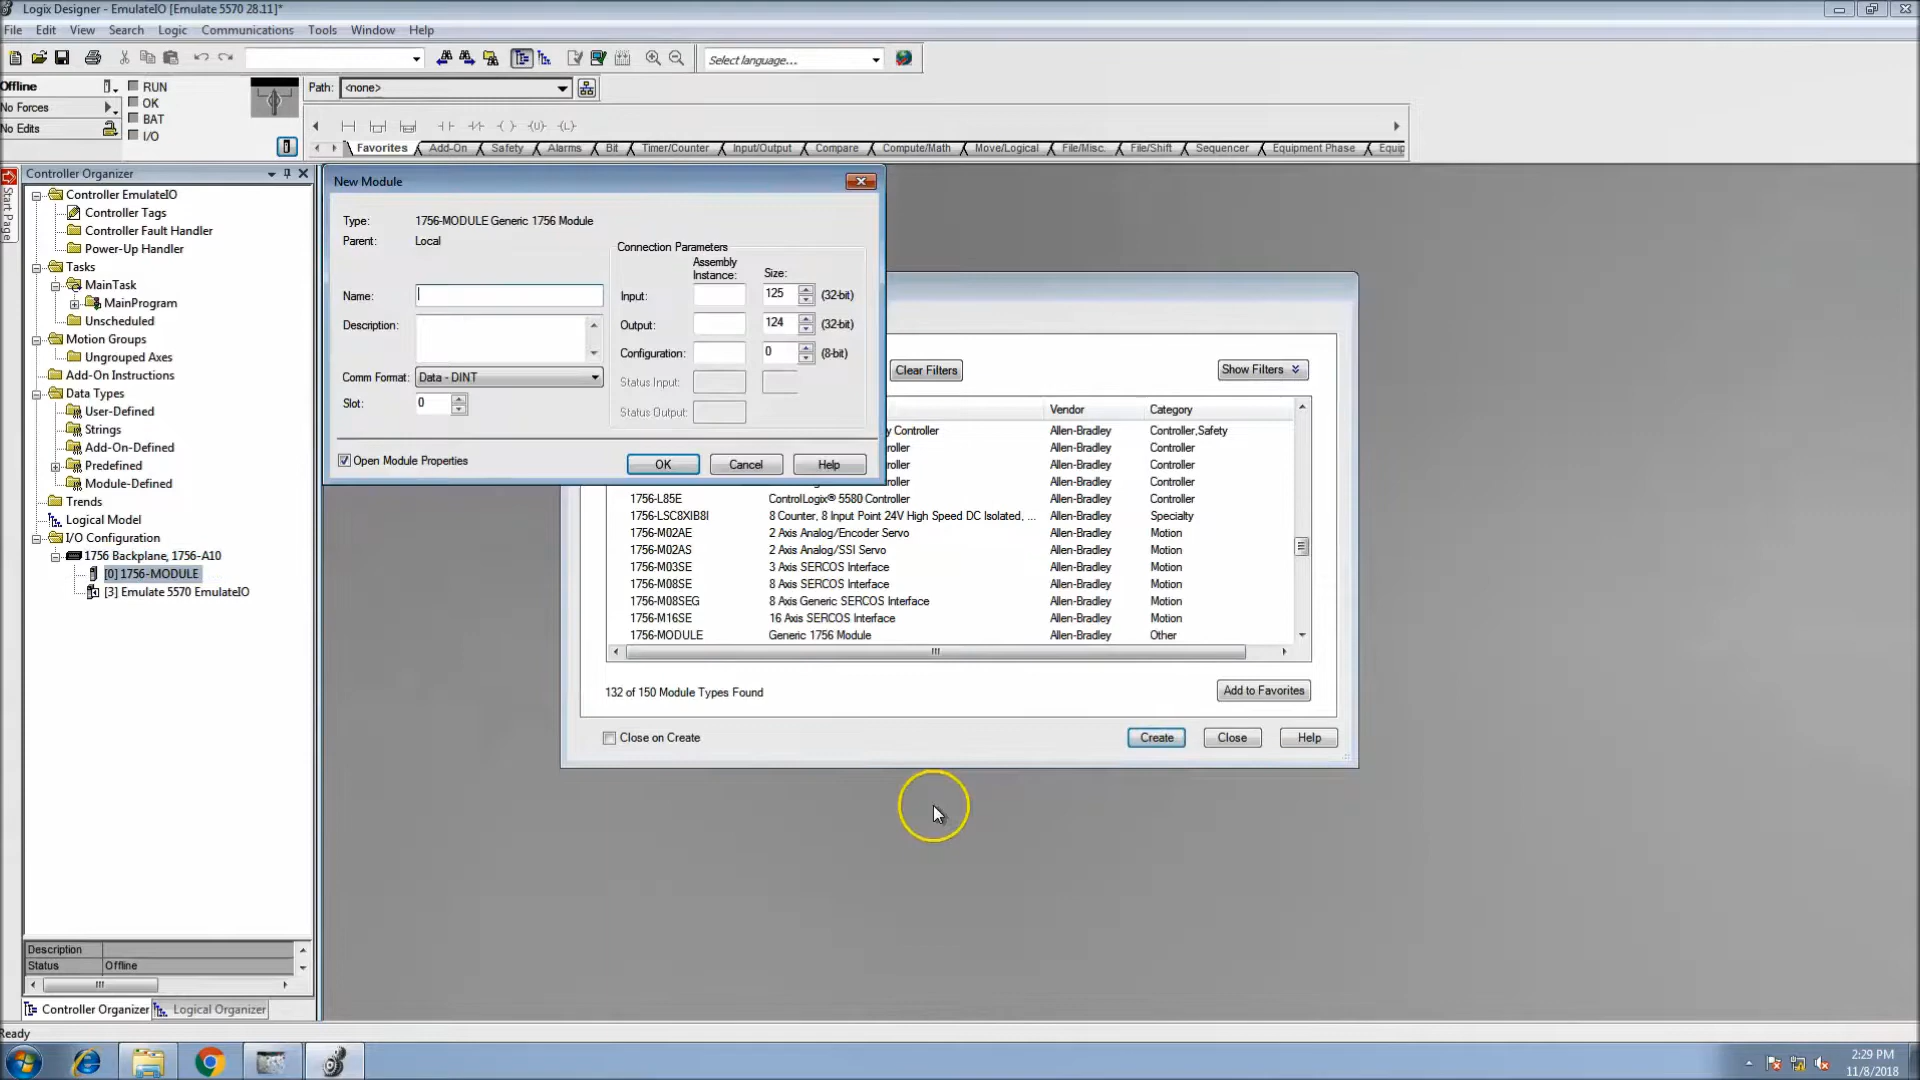 Logix Designer - EmulateIO [Emulate 5570 28.11]*
File Edit View Search Logic Communications Tools Window Help
Select language...
Offline RUN
OK
No Forces
BAT
No Edits
I/O
Path: <none>
Favorites Add-On Safety Alarms Bit Timer/Counter Input/Output Compare Compute/Math Move/Logical File/Misc. File/Shift Sequencer Equipment Phase Equip
Start Page
Controller Organizer
Controller EmulateIO
Controller Tags
Controller Fault Handler
Power-Up Handler
Tasks
MainTask
MainProgram
Unscheduled
Motion Groups
Ungrouped Axes
Add-On Instructions
Data Types
User-Defined
Strings
Add-On-Defined
Predefined
Module-Defined
Trends
Logical Model
I/O Configuration
1756 Backplane, 1756-A10
[0] 1756-MODULE
[3] Emulate 5570 EmulateIO
Description
Status Offline
Controller Organizer Logical Organizer
Ready
New Module
Type: 1756-MODULE Generic 1756 Module
Parent: Local
Connection Parameters
Assembly
Instance: Size:
Name:
Input: 125 (32-bit)
Description:
Output: 124 (32-bit)
Configuration: 0 (8-bit)
Comm Format: Data - DINT
Status Input:
Slot: 0
Status Output:
Open Module Properties
OK Cancel Help
Clear Filters Show Filters
Vendor Category
y Controller Allen-Bradley Controller,Safety
roller Allen-Bradley Controller
roller Allen-Bradley Controller
roller Allen-Bradley Controller
1756-L85E ControlLogix® 5580 Controller Allen-Bradley Controller
1756-LSC8XIB8I 8 Counter, 8 Input Point 24V High Speed DC Isolated, ... Allen-Bradley Specialty
1756-M02AE 2 Axis Analog/Encoder Servo Allen-Bradley Motion
1756-M02AS 2 Axis Analog/SSI Servo Allen-Bradley Motion
1756-M03SE 3 Axis SERCOS Interface Allen-Bradley Motion
1756-M08SE 8 Axis SERCOS Interface Allen-Bradley Motion
1756-M08SEG 8 Axis Generic SERCOS Interface Allen-Bradley Motion
1756-M16SE 16 Axis SERCOS Interface Allen-Bradley Motion
1756-MODULE Generic 1756 Module Allen-Bradley Other
132 of 150 Module Types Found Add to Favorites
Close on Create Create Close Help
2:29 PM
11/8/2018